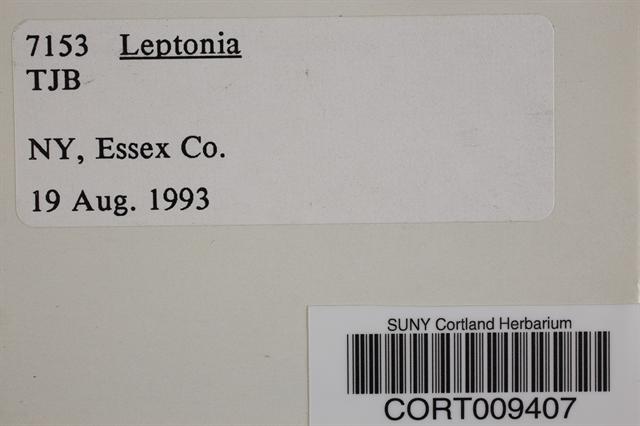 7153 Leptonia
TJB
NY, Essex Co.
19 Aug. 1993
SUNY Cortland Herbarium
CORT009407